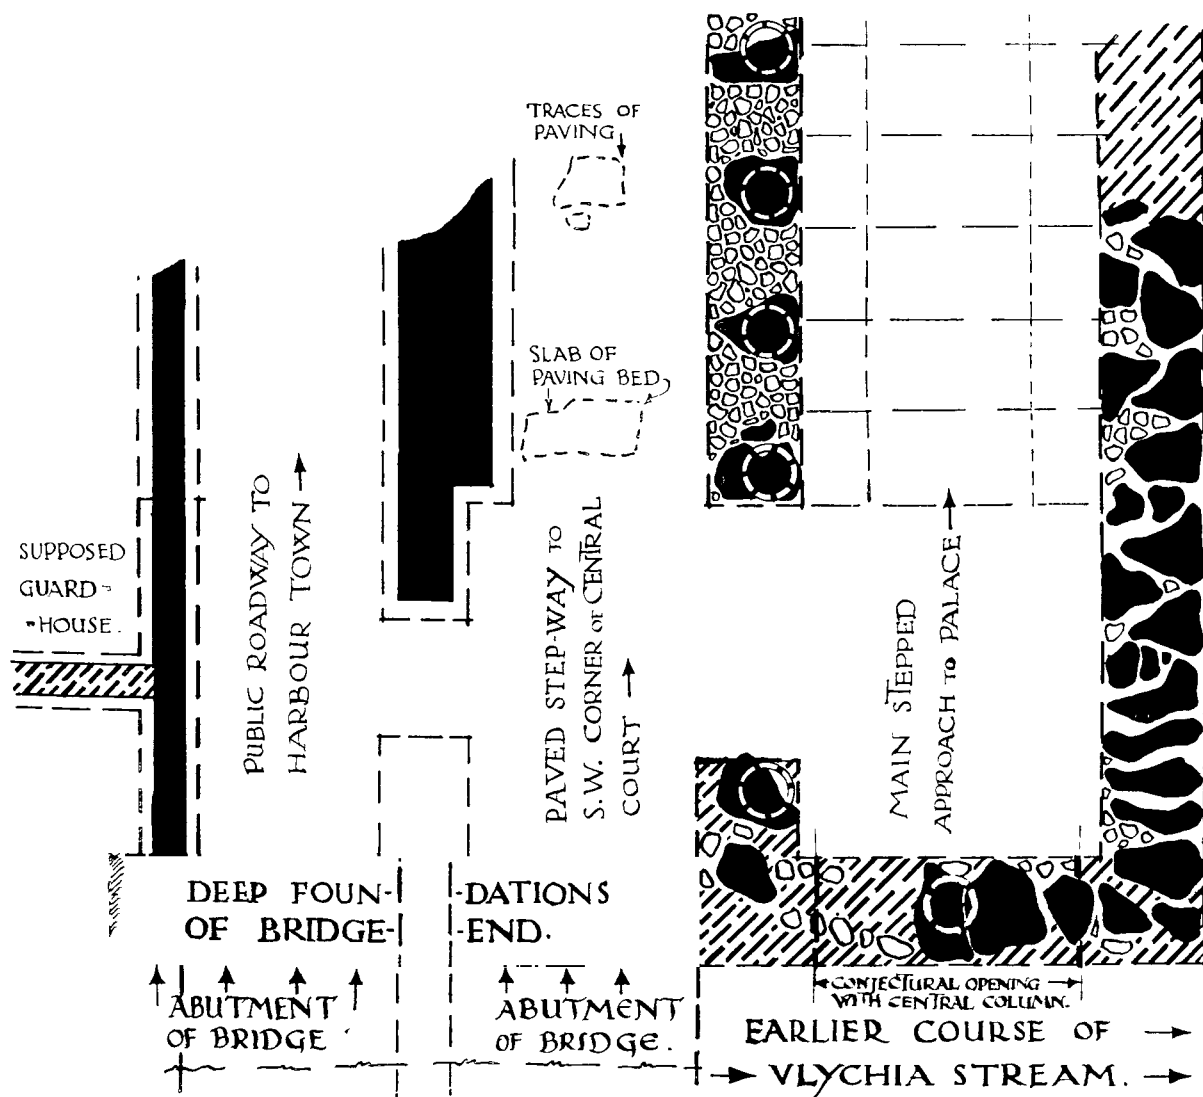 TRACES OF
PAVING
SLAB OF
PAVING BED
SUPPOSED
GUARD-
-HOUSE.
PUBLIC ROADWAY TO
HARBOUR TOWN
PAVED STEP-WAY TO
S.W. CORNER OF CENTRAL
COURT
MAIN STEPPED
APPROACH TO PALACE
DEEP FOUN- -DATIONS
OF BRIDGE- -END.
ABUTMENT
OF BRIDGE
ABUTMENT
OF BRIDGE.
CONJECTURAL OPENING
WITH CENTRAL COLUMN.
EARLIER COURSE OF
VLYCHIA STREAM.